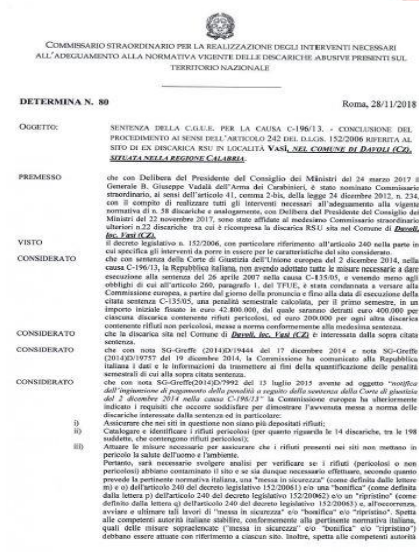 COMMISSARIO STRAORDINARIO PER LA REALIZZAZIONE DEGLI INTERVENTI NECESSARI
ALL'ADEGUAMENTO ALLA NORMATIVA VIGENTE DELLE DISCARICHE ABUSIVE PRESENTI SUL
TERRITORIO NAZIONALE
DETERMINA N. 80
Roma, 28/11/2018
OGGETTO: SENTENZA DELLA C.G.U.E. PER LA CAUSA C-196/13. - CONCLUSIONE DEL
PROCEDIMENTO AI SENSI DELL'ARTICOLO 242 DEL D.LGS. 152/2006 RIFERITA AL
SITO DI EX DISCARICA RSU IN LOCALITÀ VASÌ, NEL COMUNE DI DAVOLI (CZ),
SITUATA NELLA REGIONE CALABRIA.
PREMESSO che con Delibera del Presidente del Consiglio dei Ministri del 24 marzo 2017 il
Generale B. Giuseppe Vadalà dell'Arma dei Carabinieri, è stato nominato Commissario
straordinario, ai sensi dell'articolo 41, comma 2-bis, della legge 24 dicembre 2012, n. 234,
con il compito di realizzare tutti gli interventi necessari all'adeguamento alla vigente
normativa di n. 58 discariche e analogamente, con Delibera del Presidente del Consiglio dei
Ministri del 22 novembre 2017, sono state affidate al medesimo Commissario straordinario
ulteriori n.22 discariche tra cui è ricompresa la discarica RSU sita nel Comune di Davoli,
loc. Vasì (CZ).
VISTO il decreto legislativo n. 152/2006, con particolare riferimento all'articolo 240 nella parte in
cui specifica gli interventi da porre in essere per le caratteristiche del sito considerato.
CONSIDERATO che con sentenza della Corte di Giustizia dell'Unione europea del 2 dicembre 2014, nella
causa C-196/13, la Repubblica italiana, non avendo adottato tutte le misure necessarie a dare
esecuzione alla sentenza del 26 aprile 2007 nella causa C-135/05, e venendo meno agli
obblighi di cui all'articolo 260, paragrafo 1, del TFUE, è stata condannata a versare alla
Commissione europea, a partire dal giorno della pronuncia e fino alla data di esecuzione della
citata sentenza C-135/05, una penalità semestrale calcolata, per il primo semestre, in un
importo iniziale fissato in euro 42.800.000, dal quale saranno detratti euro 400.000 per
ciascuna discarica contenente rifiuti pericolosi, ed euro 200.000 per ogni altra discarica
contenente rifiuti non pericolosi, messe a norma conformemente alla medesima sentenza.
CONSIDERATO che la discarica sita nel Comune di Davoli, loc. Vasì (CZ) è interessata dalla sopra citata
sentenza.
CONSIDERATO che con nota SG-Greffe (2014)D/19444 del 17 dicembre 2014 e nota SG-Greffe
(2014)D/19757 del 19 dicembre 2014, la Commissione ha comunicato alla Repubblica
italiana i dati e le informazioni da trasmettere ai fini della quantificazione delle penalità
semestrali di cui alla sopra citata sentenza.
CONSIDERATO che con nota SG-Greffe(2015)D/7992 del 13 luglio 2015 avente ad oggetto "notifica
dell'ingiunzione di pagamento della penalità a seguito della sentenza della Corte di giustizia
del 2 dicembre 2014 nella causa C-196/13" la Commissione europea ha ulteriormente
indicato i requisiti che occorre soddisfare per dimostrare l'avvenuta messa a norma delle
discariche interessate dalla sentenza ed in particolare:
i) Assicurare che nei siti in questione non siano più depositati rifiuti;
ii) Catalogare e identificare i rifiuti pericolosi (per quanto riguarda le 14 discariche, tra le 198
suddette, che contengono rifiuti pericolosi);
iii) Attuare le misure necessarie per assicurare che i rifiuti presenti nei siti non mettano in
pericolo la salute dell'uomo e l'ambiente.
Pertanto, sarà necessario svolgere analisi per verificare se i rifiuti (pericolosi o non
pericolosi) abbiano contaminato il sito e se sia dunque necessario effettuare, secondo quanto
prevede la pertinente normativa italiana, una "messa in sicurezza" (come definita dalle lettere
m) e o) dell'articolo 240 del decreto legislativo 152/20061) e/o una "bonifica" (come definita
dalla lettera p) dell'articolo 240 del decreto legislativo 152/20062) e/o un "ripristino" (come
definito dalla lettera q) dell'articolo 240 del decreto legislativo 152/20063) e, all'occorrenza,
avviare e ultimare tali lavori di "messa in sicurezza" e/o "bonifica" e/o "ripristino". Spetta
alle competenti autorità italiane stabilire, conformemente alla pertinente normativa italiana,
quali delle misure sopraelencate ("messa in sicurezza" e/o "bonifica" e/o "ripristino")
debbano essere attuate con riferimento a ciascun sito. Inoltre, spetta alle competenti autorità